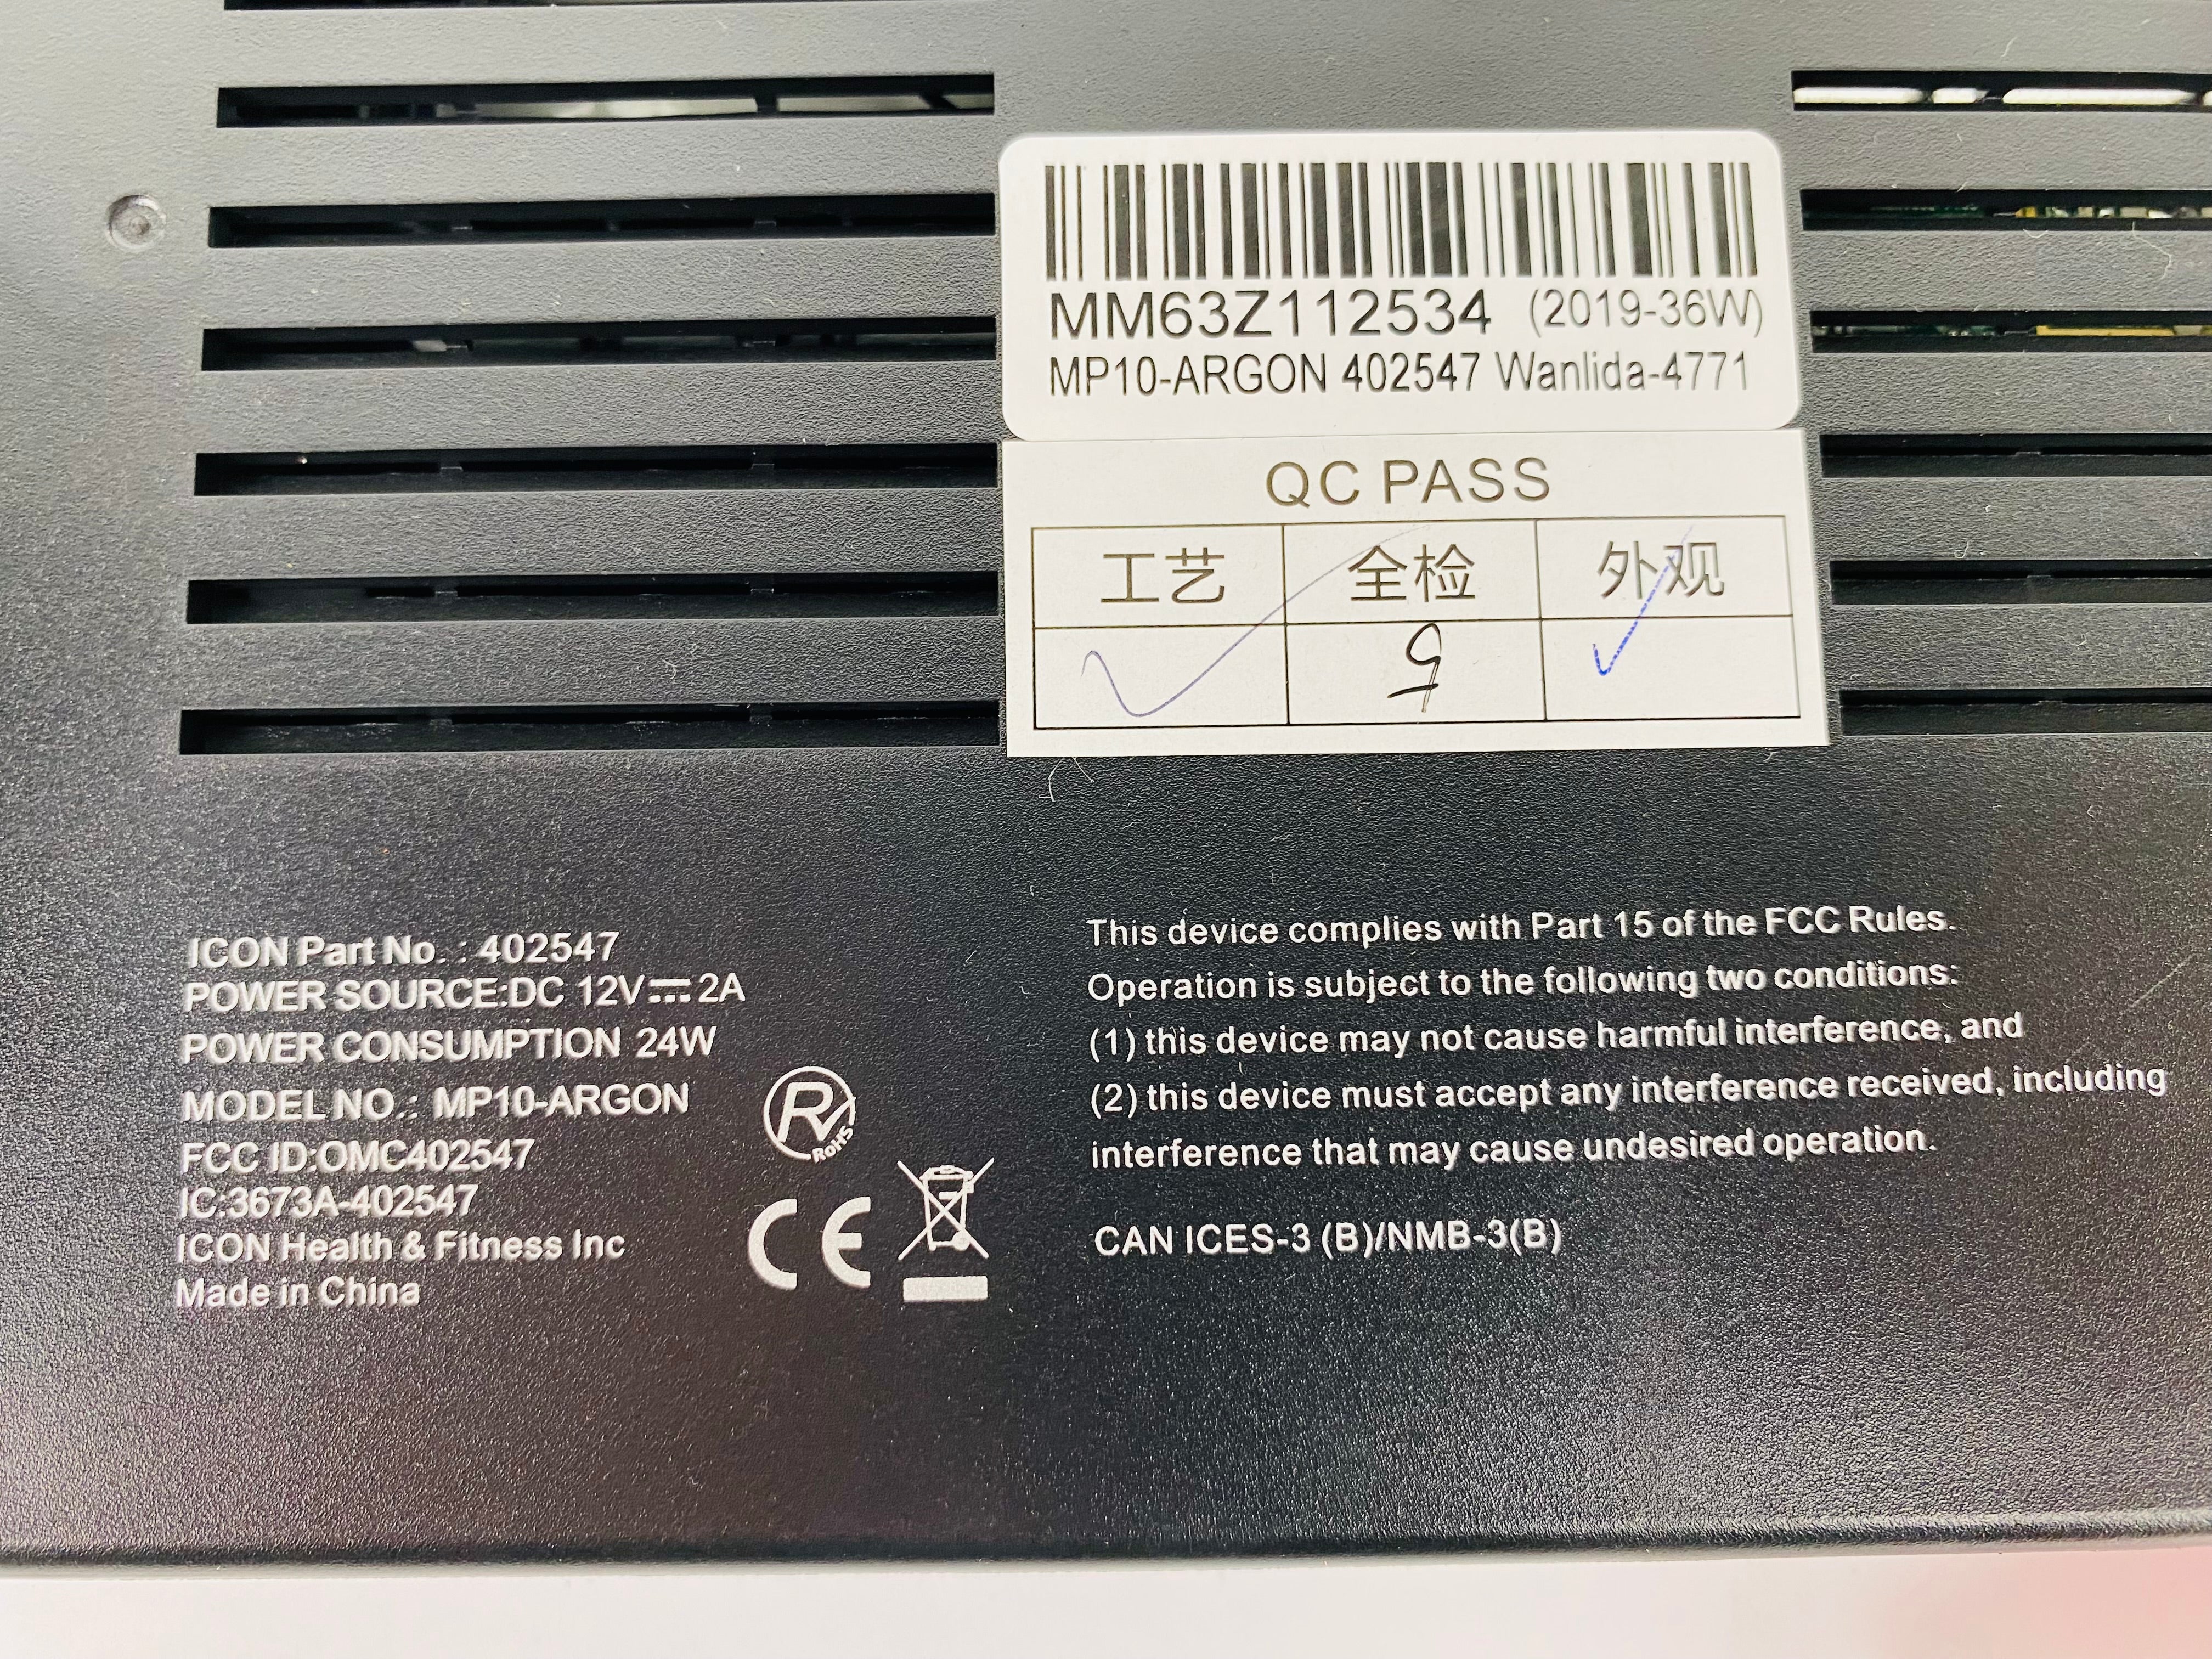 MM63Z112534 (2019-36W)
MP10-ARGON 402547 Wanlida-4771
QC PASS
工艺 全检 外观
ICON Part No. : 402547
POWER SOURCE:DC 12V⎓2A
POWER CONSUMPTION 24W
MODEL NO.: MP10-ARGON
FCC ID:OMC402547
IC:3673A-402547
ICON Health & Fitness Inc
Made in China
R
RoHS
CE
This device complies with Part 15 of the FCC Rules.
Operation is subject to the following two conditions:
(1) this device may not cause harmful interference, and
(2) this device must accept any interference received, including
interference that may cause undesired operation.
CAN ICES-3 (B)/NMB-3(B)